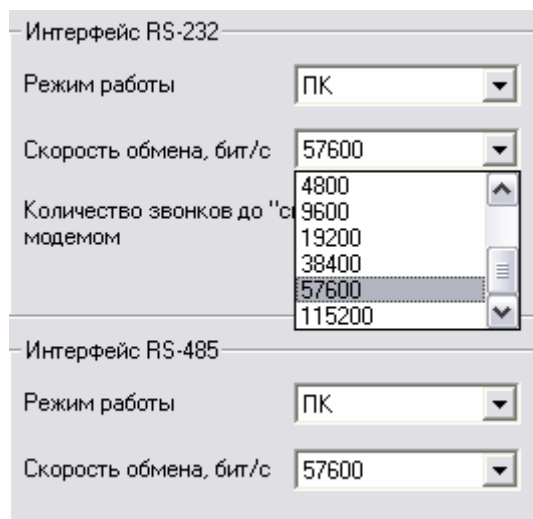 Интерфейс RS-232
Режим работы ПК
Скорость обмена, бит/с 57600
4800
Количество звонков до "с 9600
модемом 19200
38400
57600
115200
Интерфейс RS-485
Режим работы ПК
Скорость обмена, бит/с 57600